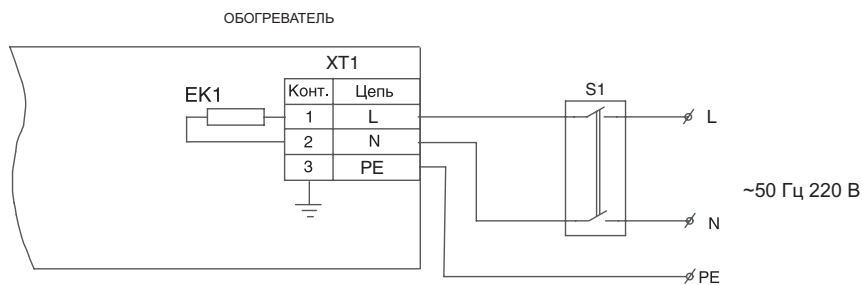 ОБОГРЕВАТЕЛЬ
XT1
EK1
Конт. Цепь
1 L
2 N
3 PE
S1
L
N
PE
~50 Гц 220 В